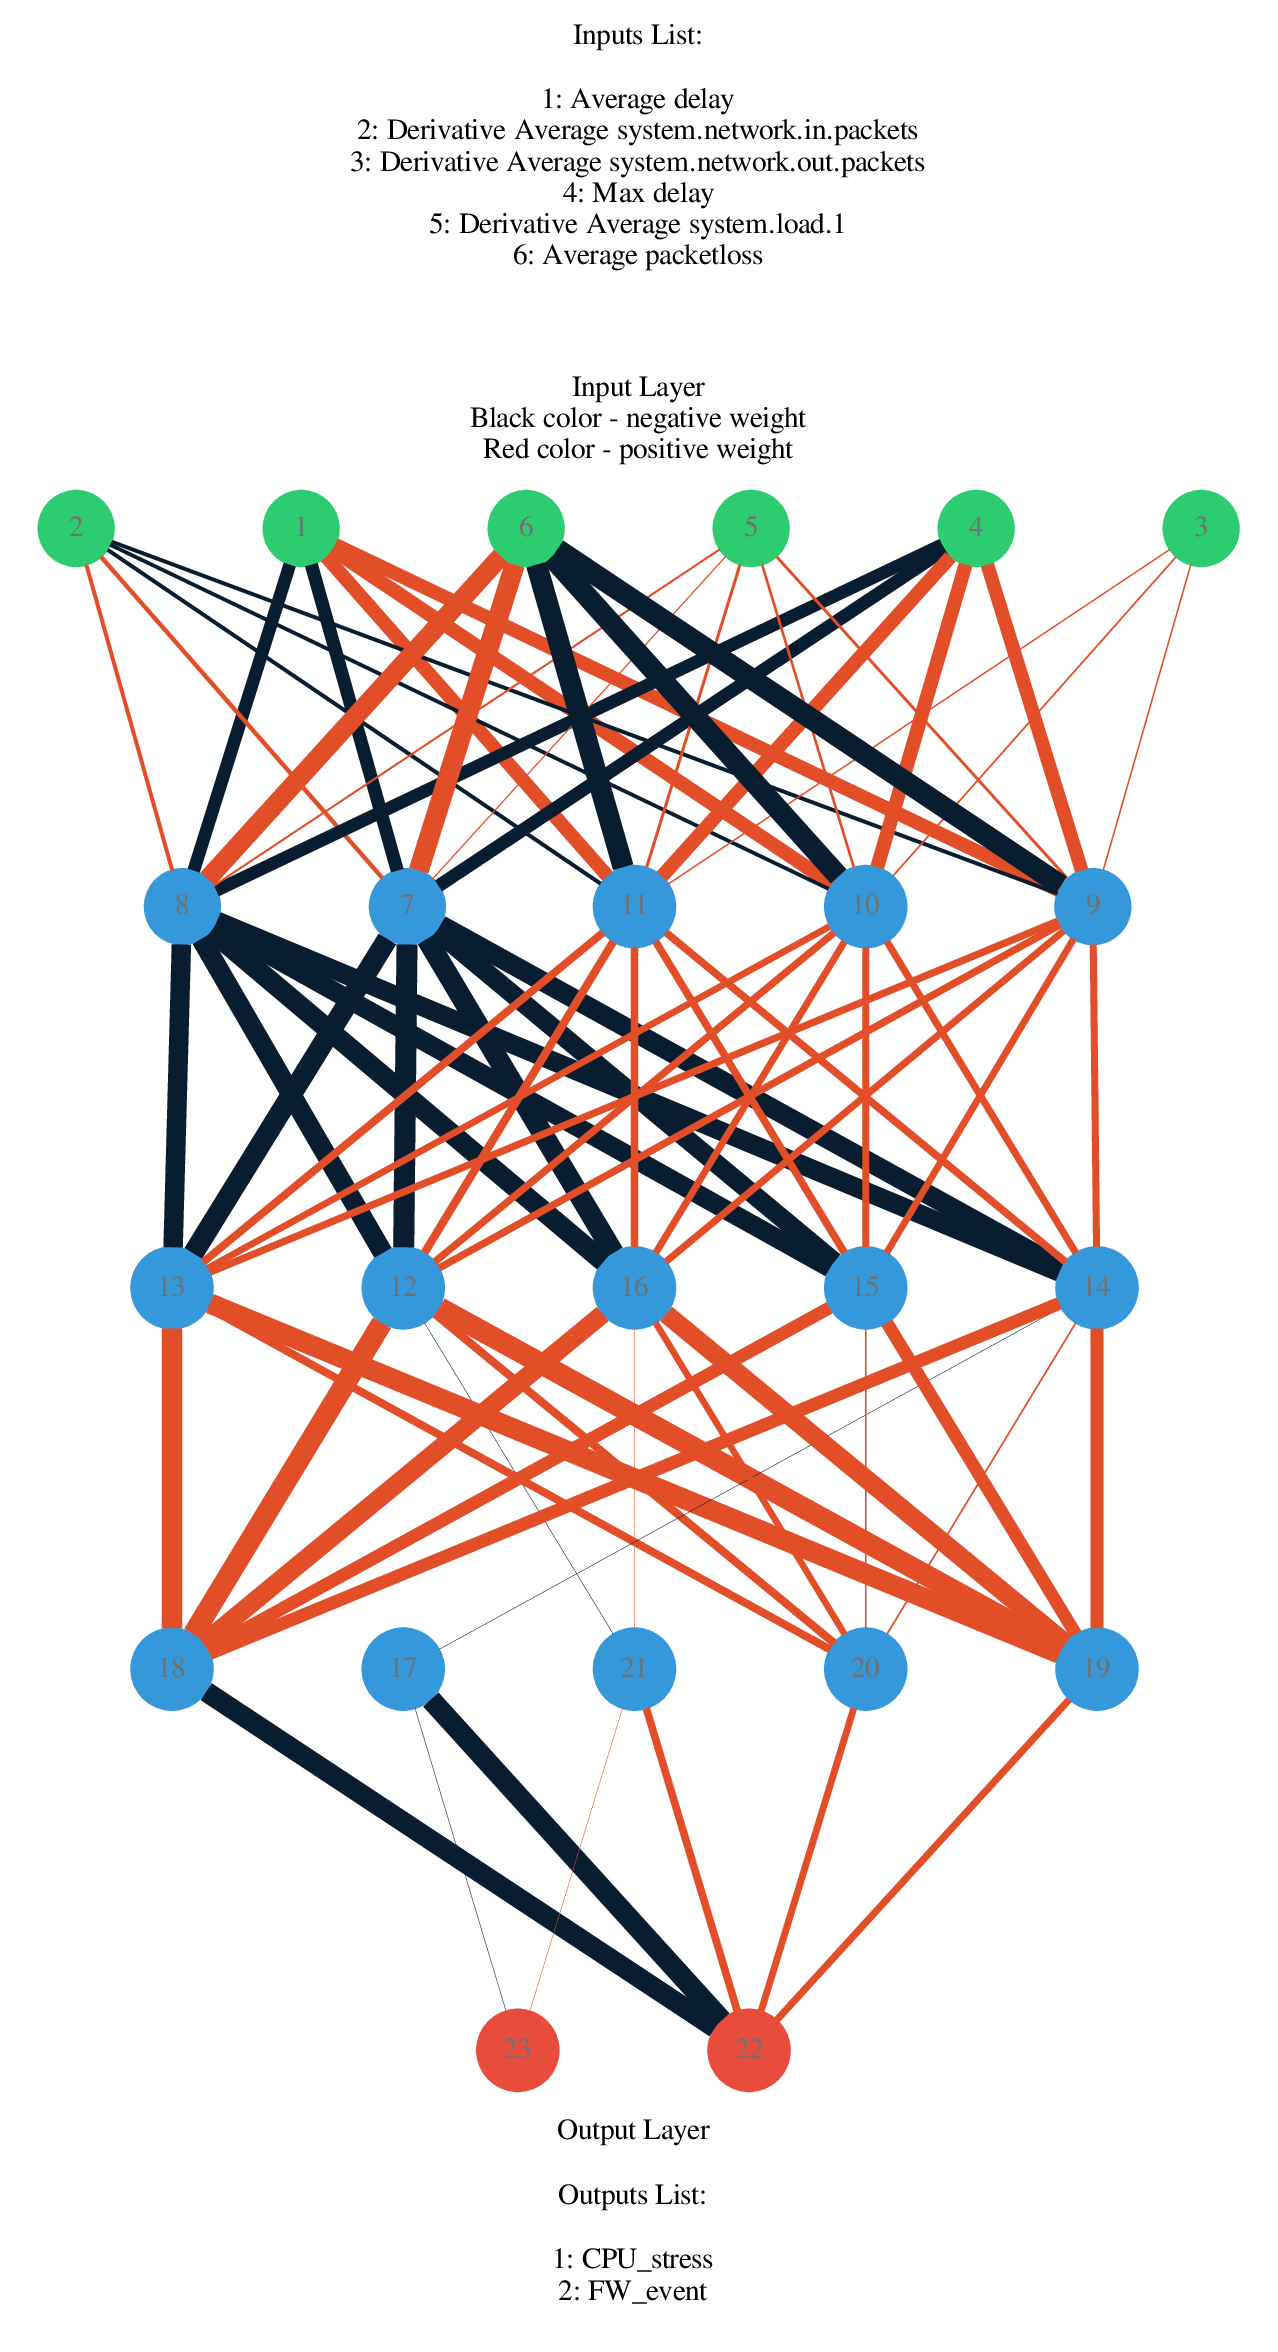 Inputs List:
1: Average delay
2: Derivative Average system.network.in.packets
3: Derivative Average system.network.out.packets
4: Max delay
5: Derivative Average system.load.1
6: Average packetloss
Input Layer
Black color - negative weight
Red color - positive weight
2 1 6 5 4 3
8 7 11 10 9
13 12 16 15 14
18 17 21 20 19
23 22
Output Layer
Outputs List:
1: CPU_stress
2: FW_event